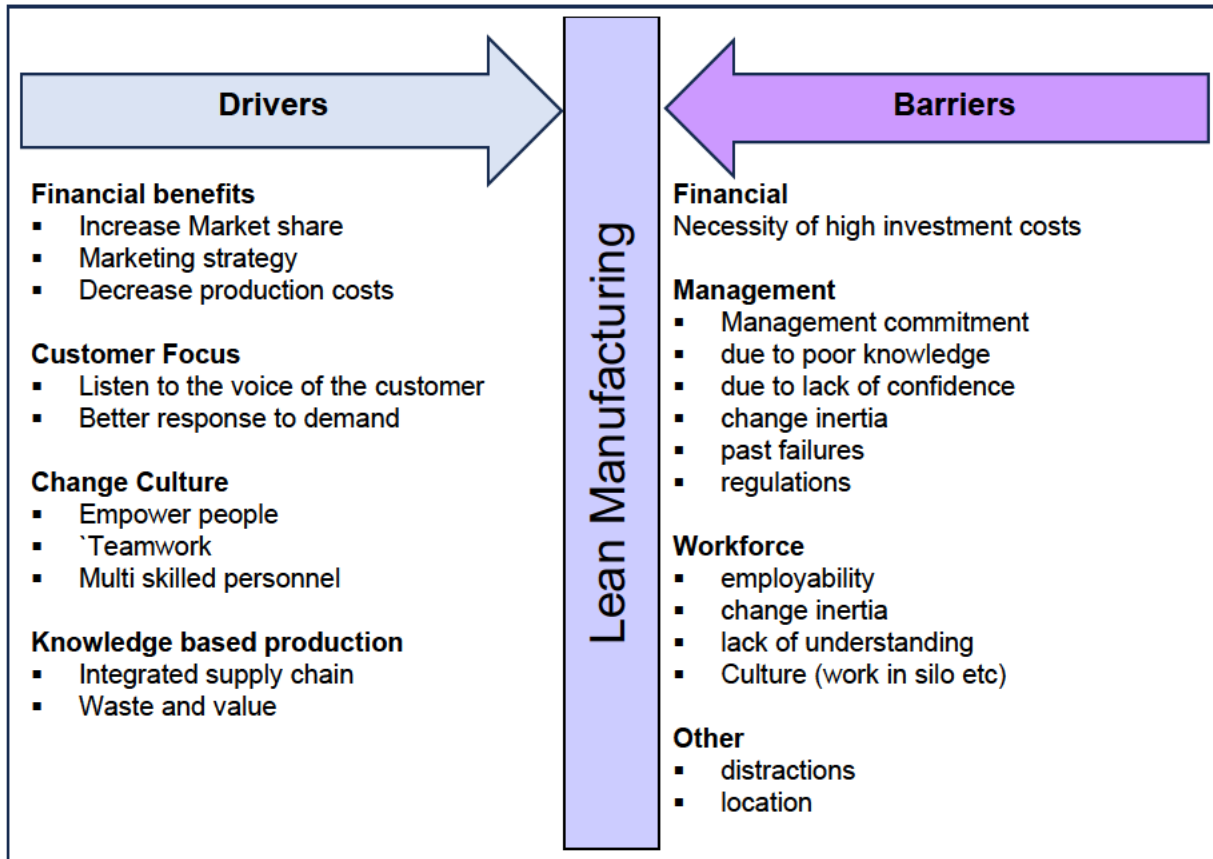 Drivers
Financial benefits
▪ Increase Market share
▪ Marketing strategy
▪ Decrease production costs
Customer Focus
▪ Listen to the voice of the customer
▪ Better response to demand
Change Culture
▪ Empower people
▪ `Teamwork
▪ Multi skilled personnel
Knowledge based production
▪ Integrated supply chain
▪ Waste and value
Lean Manufacturing
Barriers
Financial
Necessity of high investment costs
Management
▪ Management commitment
▪ due to poor knowledge
▪ due to lack of confidence
▪ change inertia
▪ past failures
▪ regulations
Workforce
▪ employability
▪ change inertia
▪ lack of understanding
▪ Culture (work in silo etc)
Other
▪ distractions
▪ location